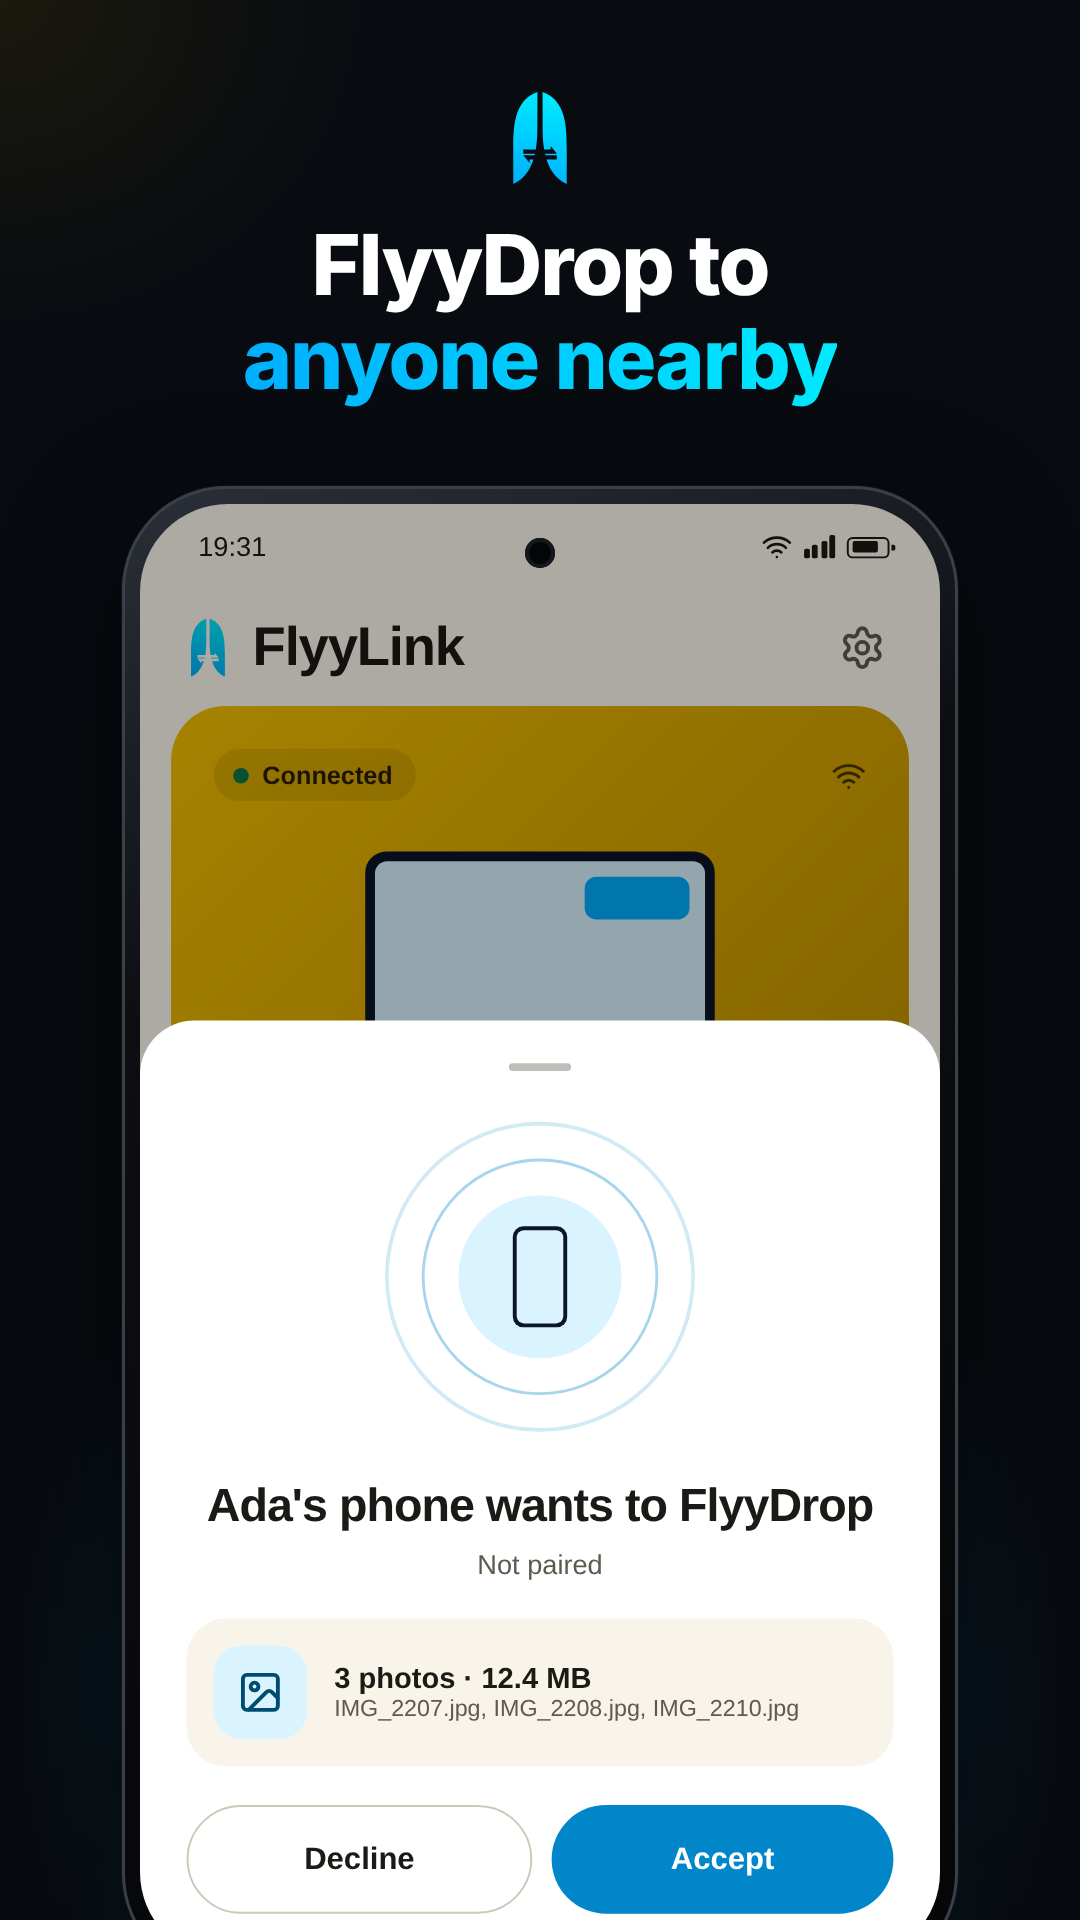 FlyyDrop to
anyone nearby
19:31
FlyyLink
Connected
Ada's phone wants to FlyyDrop
Not paired
3 photos · 12.4 MB
IMG_2207.jpg, IMG_2208.jpg, IMG_2210.jpg
Decline
Accept